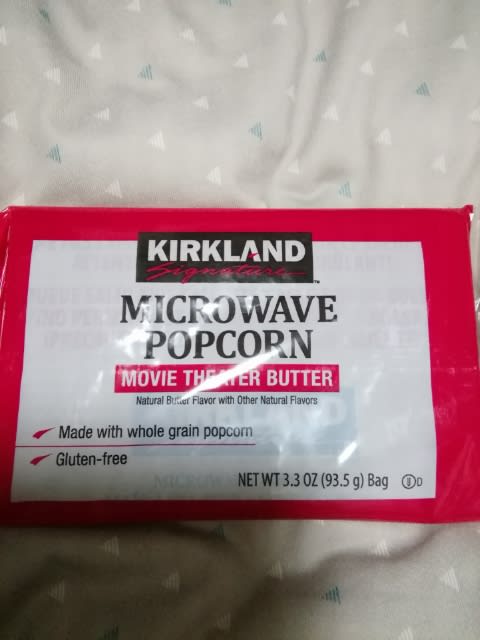 KIRKLAND
Signature
™
MICROWAVE
POPCORN
MOVIE THEATER BUTTER
Natural Butter Flavor with Other Natural Flavors
Made with whole grain popcorn
Gluten-free
NET WT 3.3 OZ (93.5 g) Bag Ⓤ D